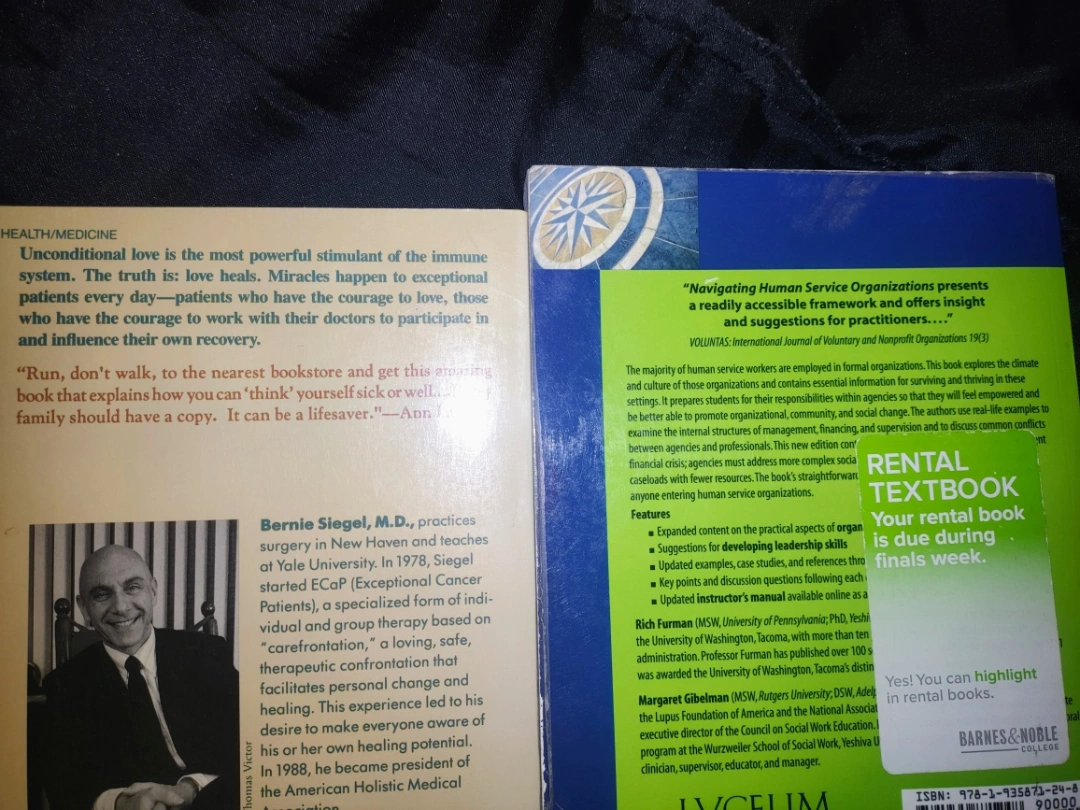 HEALTH/MEDICINE
Unconditional love is the most powerful stimulant of the immune
system. The truth is: love heals. Miracles happen to exceptional
patients every day—patients who have the courage to love, those
who have the courage to work with their doctors to participate in
and influence their own recovery.
“Run, don't walk, to the nearest bookstore and get this amazing
book that explains how you can ‘think’ yourself sick or well.
family should have a copy. It can be a lifesaver."—Ann
Bernie Siegel, M.D., practices
surgery in New Haven and teaches
at Yale University. In 1978, Siegel
started ECaP (Exceptional Cancer
Patients), a specialized form of indi-
vidual and group therapy based on
“carefrontation,” a loving, safe,
therapeutic confrontation that
facilitates personal change and
healing. This experience led to his
desire to make everyone aware of
his or her own healing potential.
In 1988, he became president of
the American Holistic Medical
Association.
Thomas Victor
“Navigating Human Service Organizations presents
a readily accessible framework and offers insight
and suggestions for practitioners....”
VOLUNTAS: International Journal of Voluntary and Nonprofit Organizations 19(3)
The majority of human service workers are employed in formal organizations. This book explores the climate
and culture of those organizations and contains essential information for surviving and thriving in these
settings. It prepares students for their responsibilities within agencies so that they will feel empowered and
be better able to promote organizational, community, and social change. The authors use real-life examples to
examine the internal structures of management, financing, and supervision and to discuss common conflicts
between agencies and professionals. This new edition
financial crisis; agencies must address more complex
caseloads with fewer resources. The book's
anyone entering human service organizations.
Features
■ Expanded content on the practical aspects of
■ Suggestions for developing leadership skills
■ Updated examples, case studies, and references
■ Key points and discussion questions following each
■ Updated instructor's manual available online as
Rich Furman (MSW, University of Pennsylvania; PhD,
the University of Washington, Tacoma, with more than ten
administration. Professor Furman has published over 100
was awarded the University of Washington, Tacoma's
Margaret Gibelman (MSW, Rutgers University; DSW,
the Lupus Foundation of America and the National
executive director of the Council on Social Work Education.
program at the Wurzweiler School of Social Work, Yeshiva
clinician, supervisor, educator, and manager.
LYCEUM
RENTAL
TEXTBOOK
Your rental book
is due during
finals week.
Yes! You can highlight
in rental books.
BARNES&NOBLE
COLLEGE
ISBN: 978-1-935871-24-8
90000